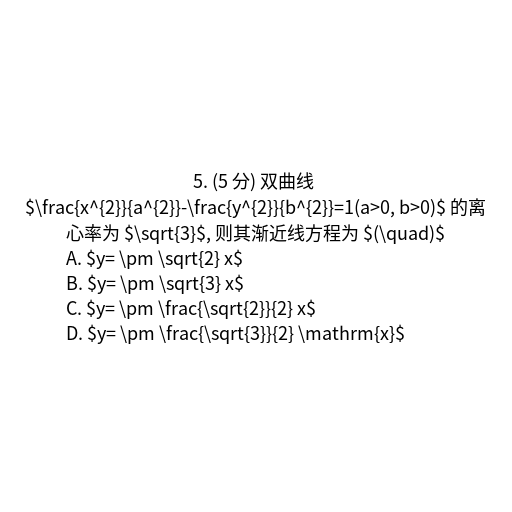 5. (5 分) 双曲线
$\frac{x^{2}}{a^{2}}-\frac{y^{2}}{b^{2}}=1(a>0, b>0)$ 的离
心率为 $\sqrt{3}$, 则其渐近线方程为 $(\quad)$
A. $y= \pm \sqrt{2} x$
B. $y= \pm \sqrt{3} x$
C. $y= \pm \frac{\sqrt{2}}{2} x$
D. $y= \pm \frac{\sqrt{3}}{2} \mathrm{x}$